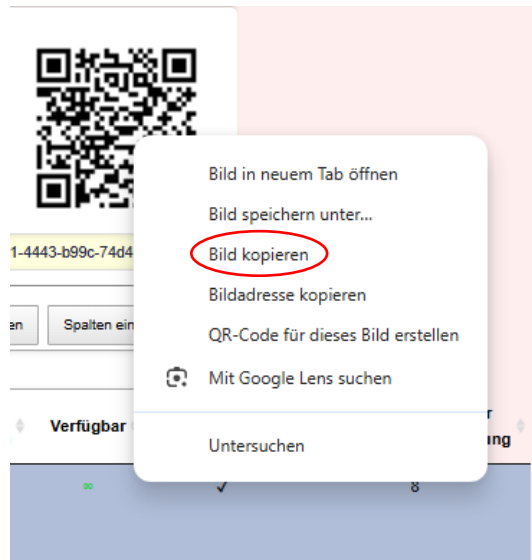 Bild in neuem Tab öffnen
Bild speichern unter...
1-4443-b99c-74d4
Bild kopieren
Bildadresse kopieren
en Spalten ein
QR-Code für dieses Bild erstellen
Mit Google Lens suchen
r
Verfügbar
ung
Untersuchen
∞ ✓ 8